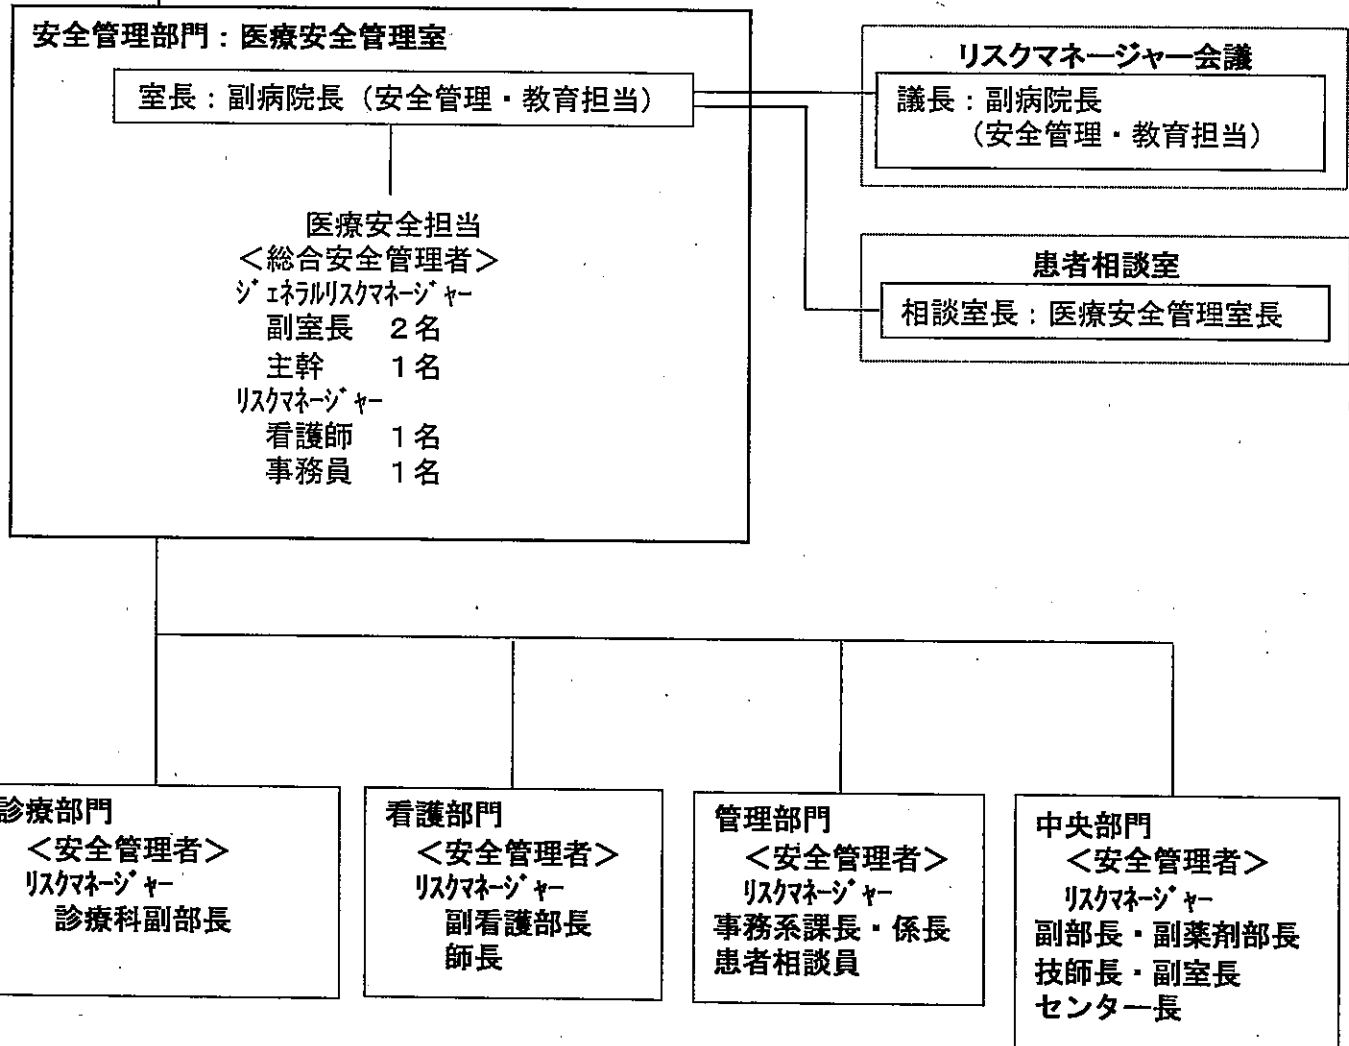 安全管理部門：医療安全管理室
室長：副病院長（安全管理・教育担当）
医療安全担当
＜総合安全管理者＞
ｼﾞｪﾈﾗﾙﾘｽｸﾏﾈｰｼﾞｬｰ
副室長　２名
主幹　　１名
ﾘｽｸﾏﾈｰｼﾞｬｰ
看護師　１名
事務員　１名
リスクマネージャー会議
議長：副病院長
（安全管理・教育担当）
患者相談室
相談室長：医療安全管理室長
診療部門
＜安全管理者＞
ﾘｽｸﾏﾈｰｼﾞｬｰ
診療科副部長
看護部門
＜安全管理者＞
ﾘｽｸﾏﾈｰｼﾞｬｰ
副看護部長
師長
管理部門
＜安全管理者＞
ﾘｽｸﾏﾈｰｼﾞｬｰ
事務系課長・係長
患者相談員
中央部門
＜安全管理者＞
ﾘｽｸﾏﾈｰｼﾞｬｰ
副部長・副薬剤部長
技師長・副室長
センター長